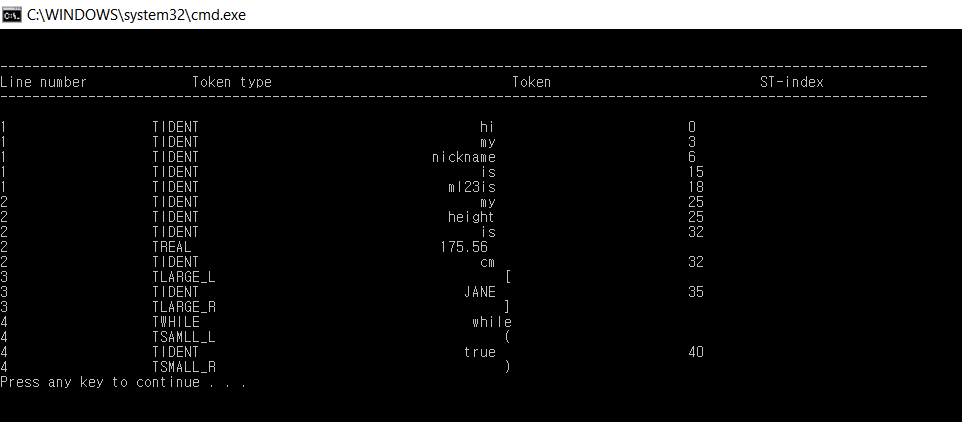 C:\WINDOWS\system32\cmd.exe
--------------------------------------------------------------------------------------------------------------------
Line number Token type Token ST-index
--------------------------------------------------------------------------------------------------------------------
1 TIDENT hi 0
1 TIDENT my 3
1 TIDENT nickname 6
1 TIDENT is 15
1 TIDENT ml23is 18
2 TIDENT my 25
2 TIDENT height 25
2 TIDENT is 32
2 TREAL 175.56
2 TIDENT cm 32
3 TLARGE_L [
3 TIDENT JANE 35
3 TLARGE_R ]
4 TWHILE while
4 TSAMLL_L (
4 TIDENT true 40
4 TSMALL_R )
Press any key to continue . . .